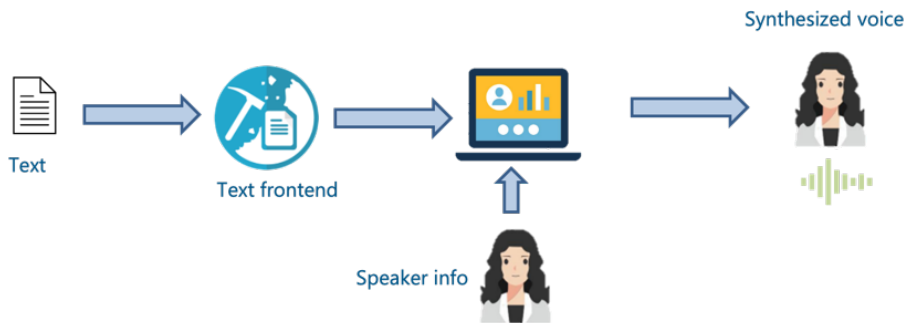 Synthesized voice
Text
Text frontend
Speaker info